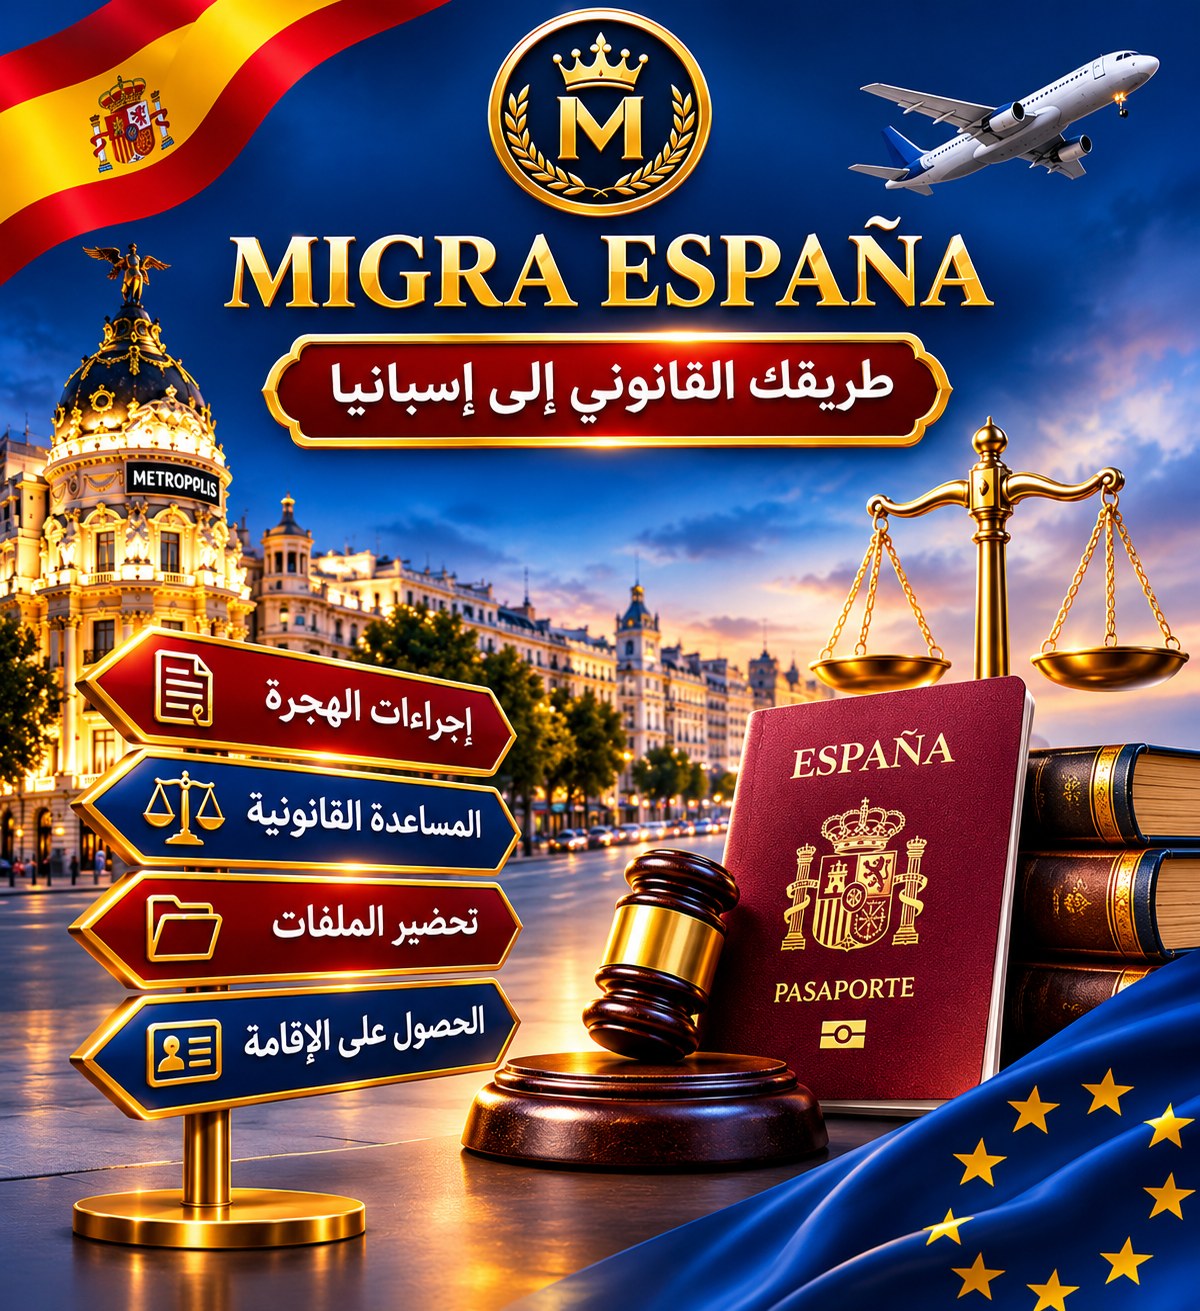 M
MIGRA ESPAÑA
طريقك القانوني إلى إسبانيا
METROPOLIS
إجراءات الهجرة
المساعدة القانونية
تحضير الملفات
الحصول على الإقامة
ESPAÑA
PASAPORTE